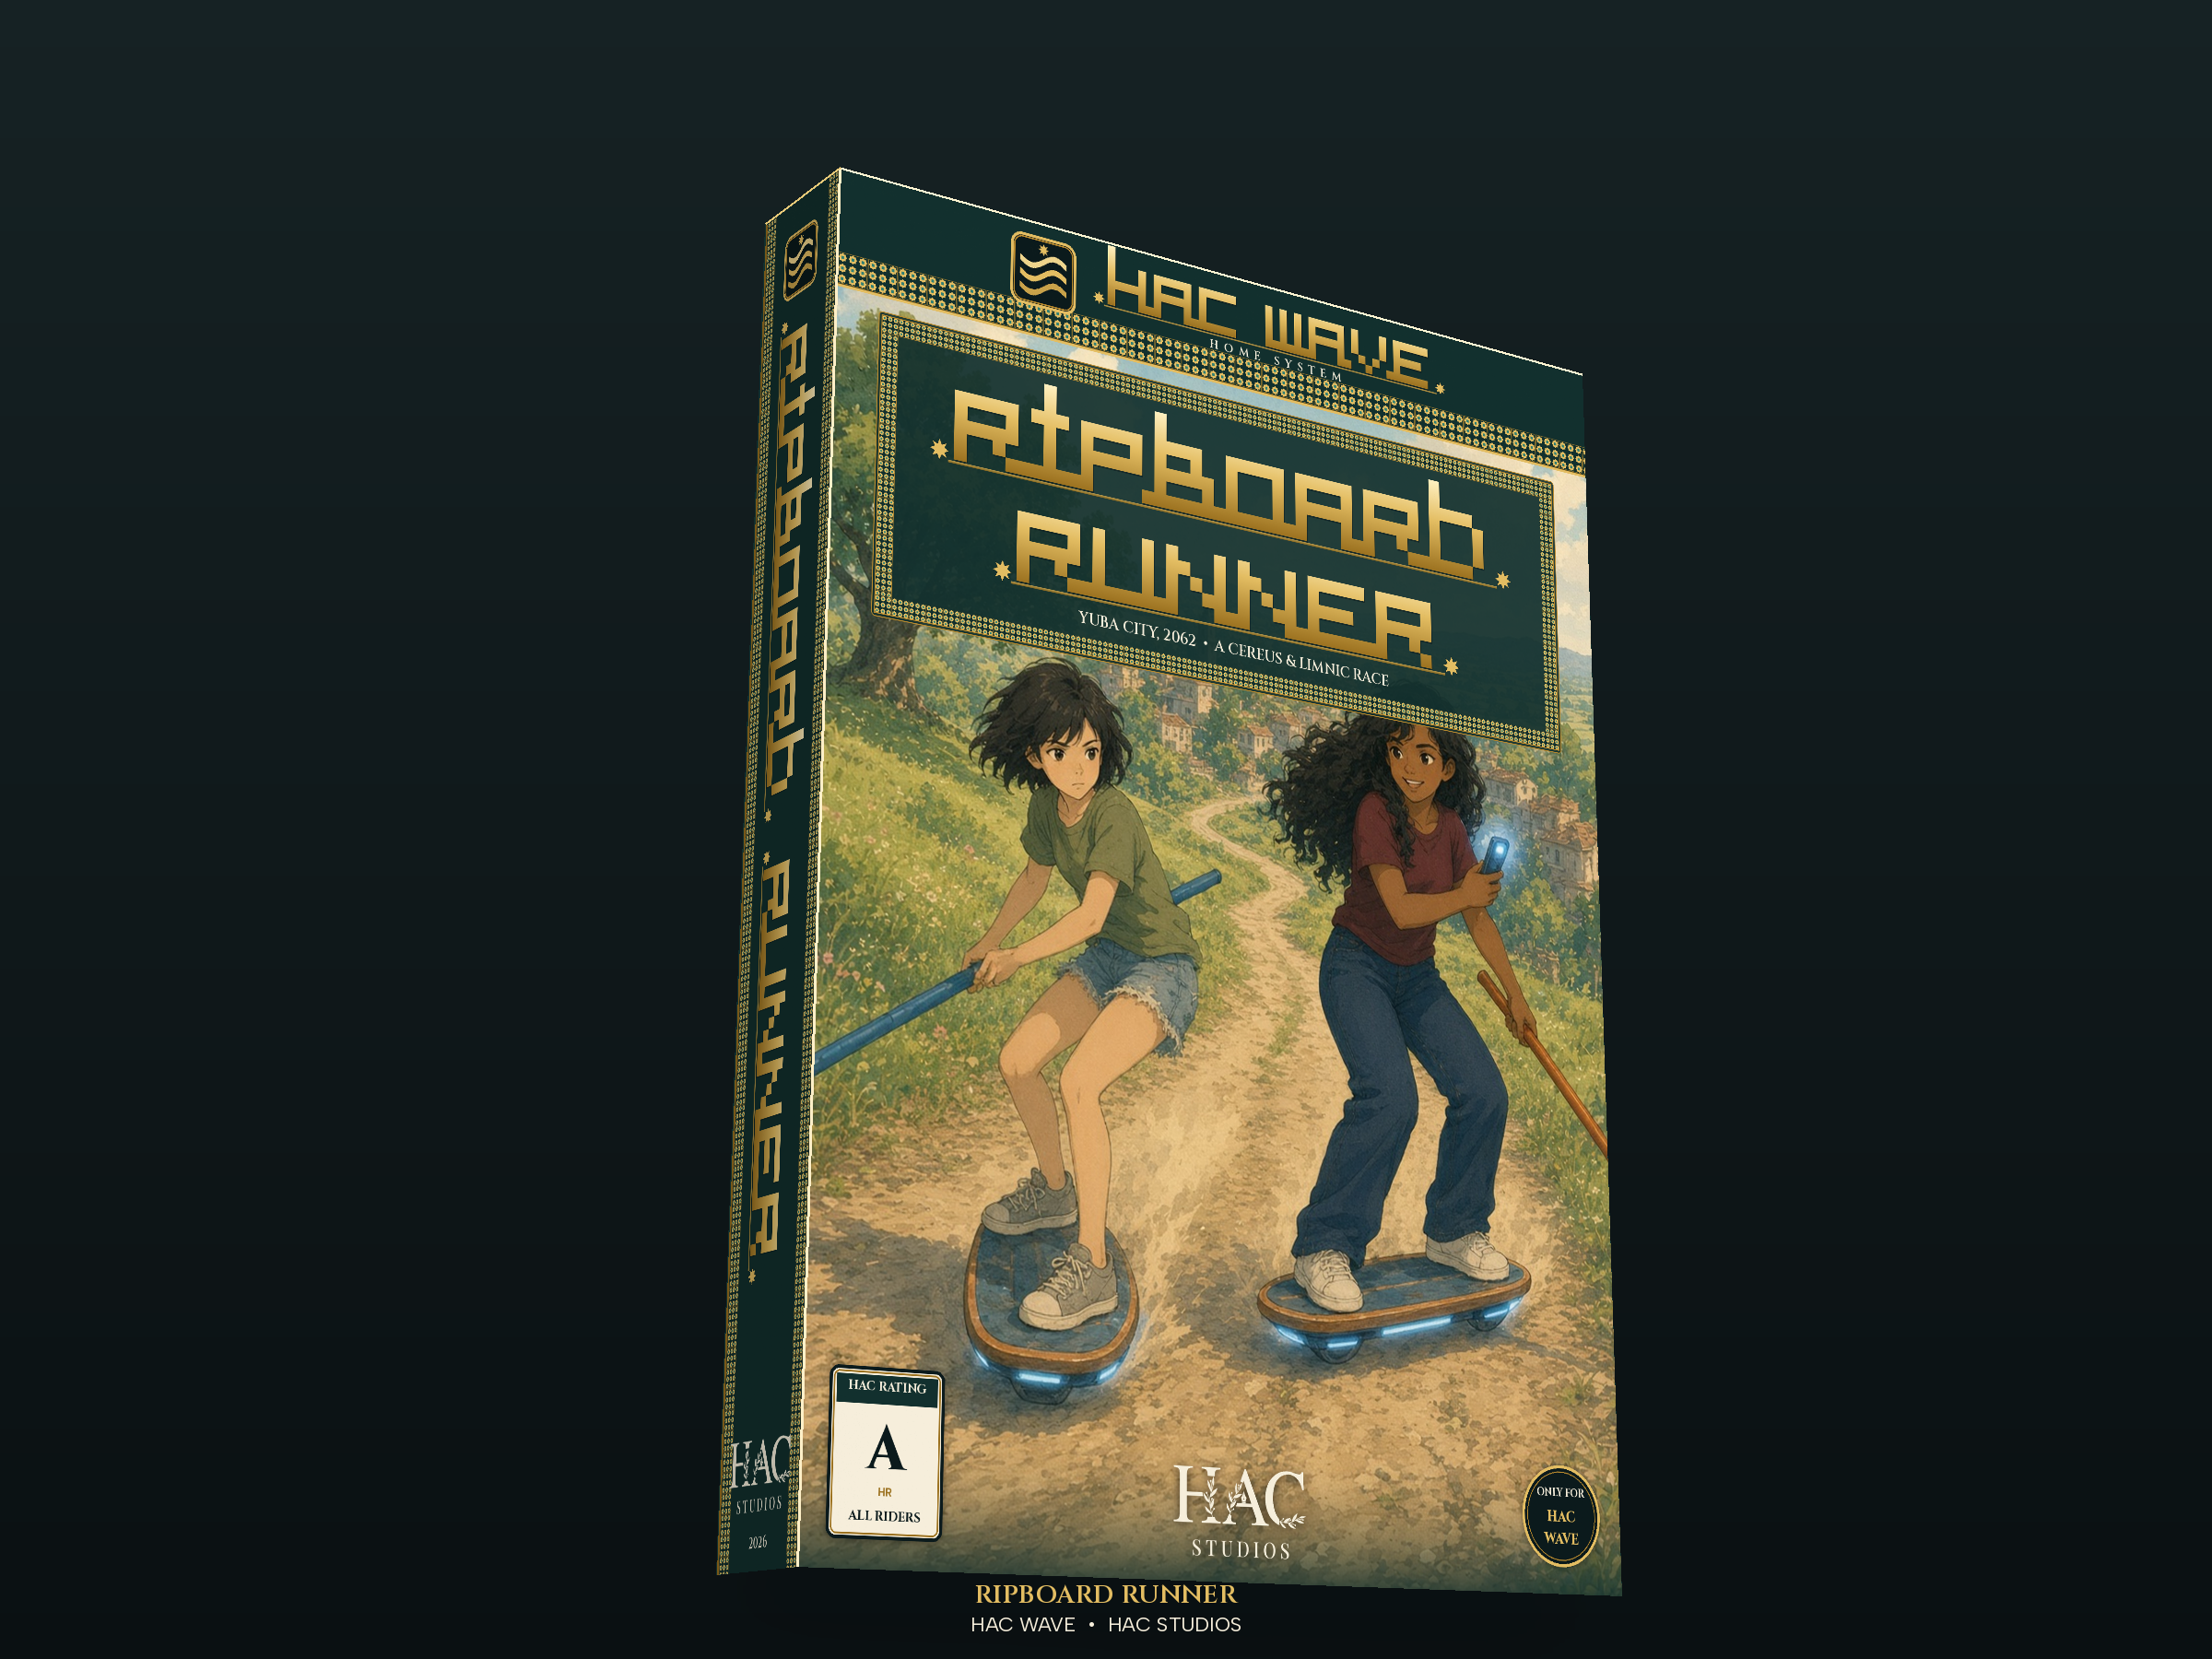 HAC WAVE
HOME SYSTEM
RIPBOARD
RUNNER
YUBA CITY, 2062 • A CEREUS & LIMNIC RACE
RIPBOARD RUNNER
HAC
STUDIOS
2026
HAC RATING
A
HR
ALL RIDERS
HAC
STUDIOS
ONLY FOR
HAC
WAVE
RIPBOARD RUNNER
HAC WAVE • HAC STUDIOS